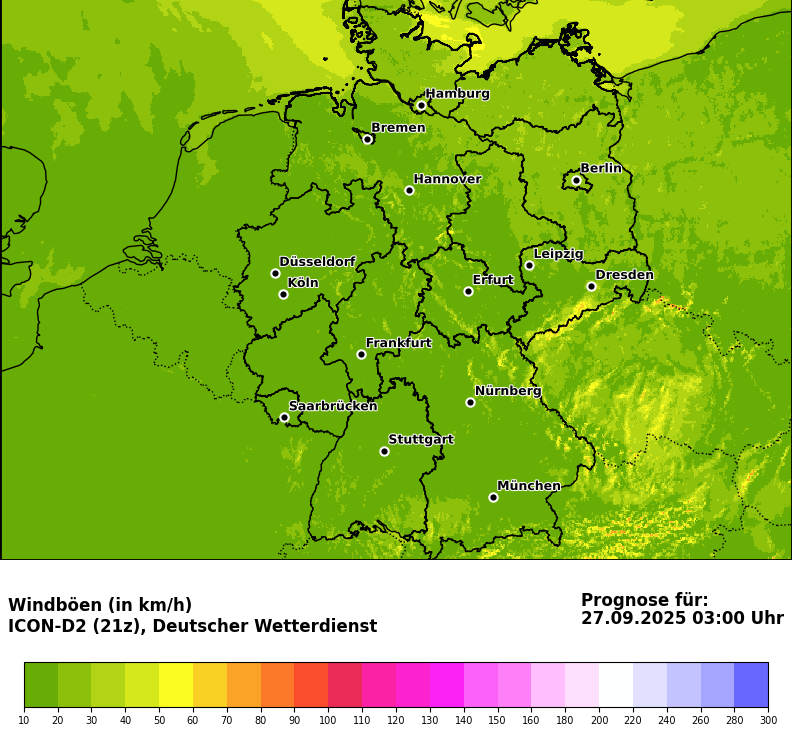 Hamburg
Bremen
Berlin
Hannover
Düsseldorf
Leipzig
Köln
Erfurt
Dresden
Frankfurt
Nürnberg
Saarbrücken
Stuttgart
München
Windböen (in km/h)
ICON-D2 (21z), Deutscher Wetterdienst
Prognose für:
27.09.2025 03:00 Uhr
10 20 30 40 50 60 70 80 90 100 110 120 130 140 150 160 180 200 220 240 260 280 300